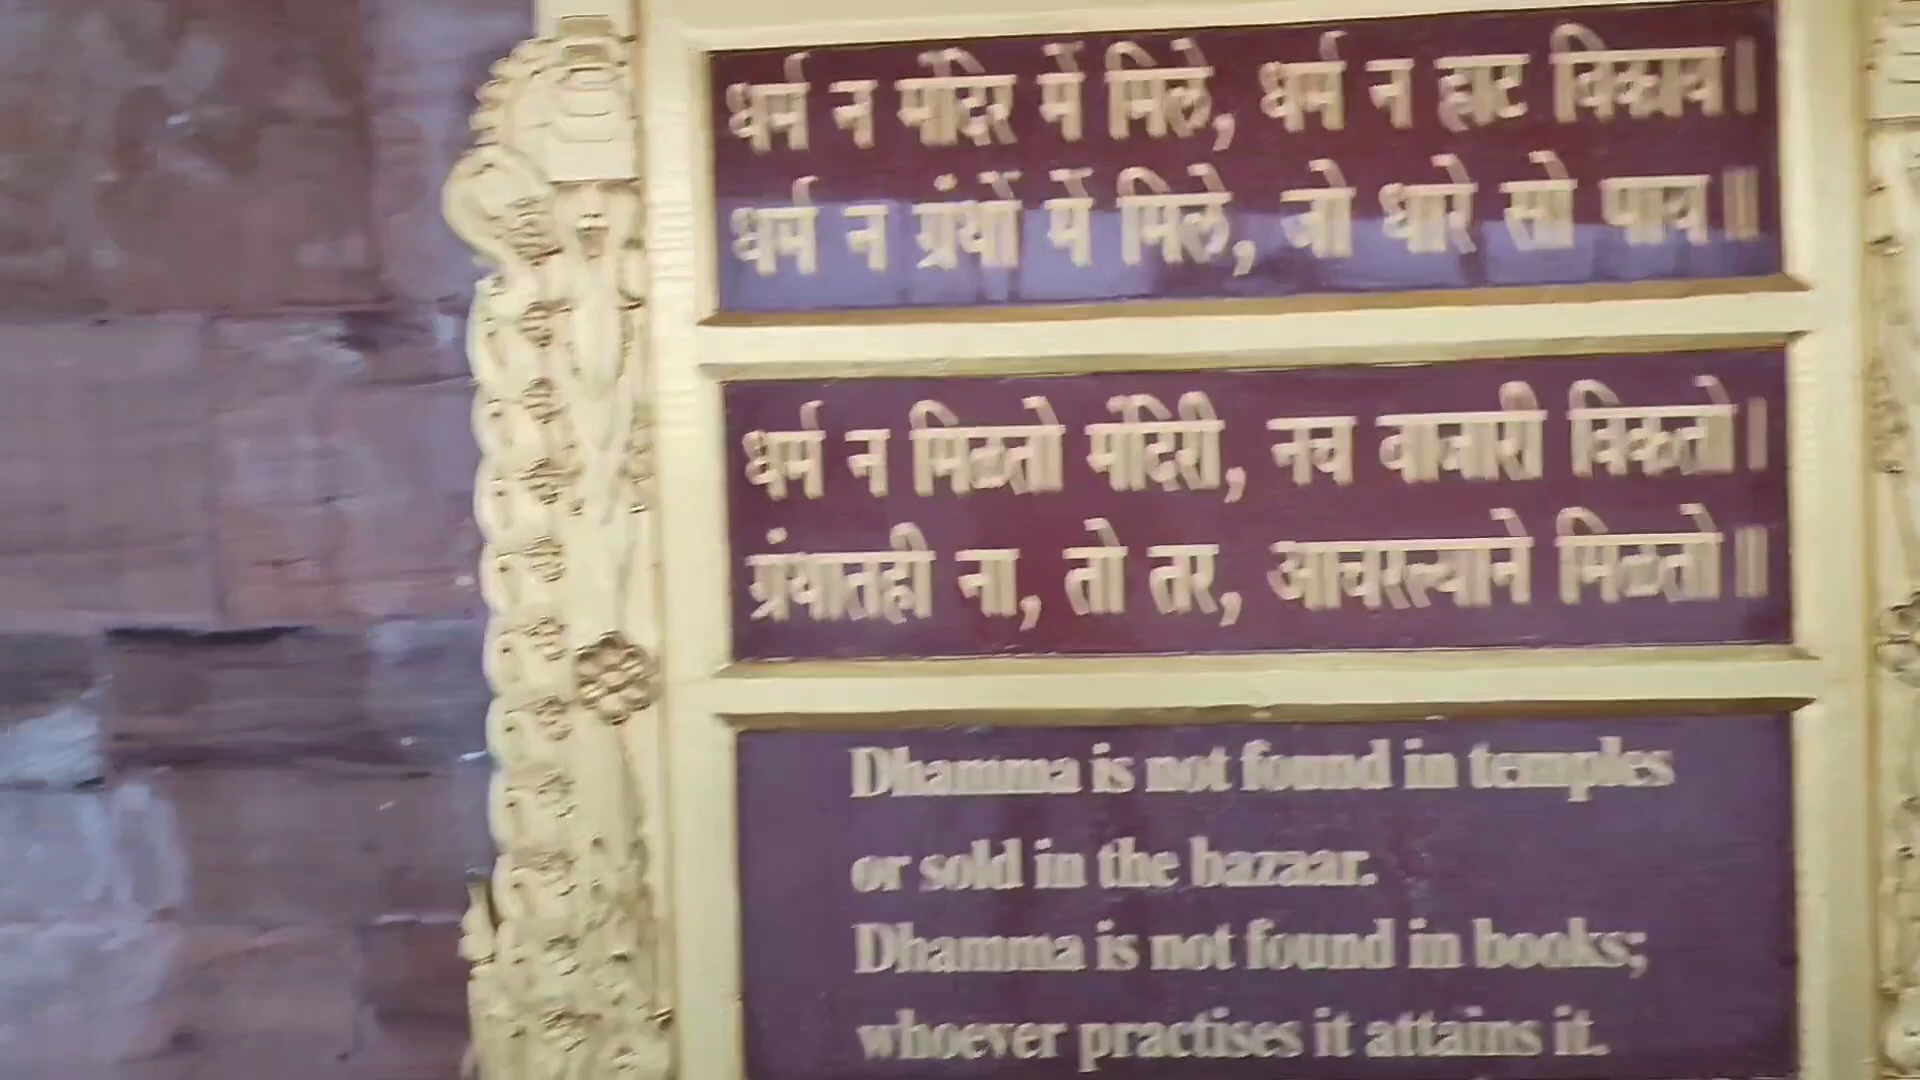 धर्म न मंदिर में मिले, धर्म न हाट बिकाय।
धर्म न ग्रंथों में मिले, जो धारे सो पाय॥
धर्म न मिळतो मंदिरी, नच बाजारी विकतो।
ग्रंथातही ना, तो तर, आचरल्याने मिळतो॥
Dhamma is not found in temples
or sold in the bazaar.
Dhamma is not found in books;
whoever practises it attains it.